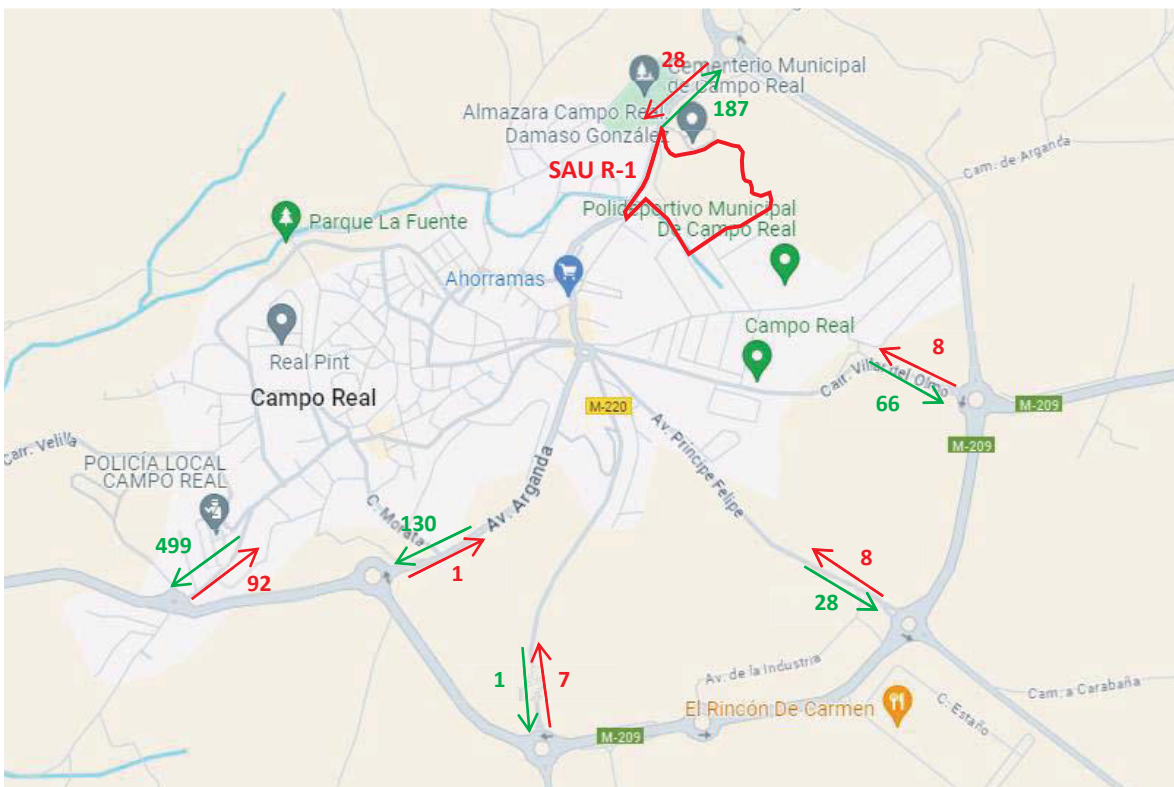 28
Cementerio Municipal
de Campo Real
187
Almazara Campo Real
Damaso González
SAU R-1
Cam. de Arganda
Parque La Fuente
Polideportivo Municipal
De Campo Real
Ahorramas
Campo Real
Real Pint
Campo Real
8
Carr. Villar del Olmo
66
M-209
M-220
M-209
Av. Príncipe Felipe
Carr. Velilla
POLICÍA LOCAL
CAMPO REAL
Av. Arganda
C. Morata
130
499
1
92
8
28
1
7
Av. de la Industria
El Rincón De Carmen
C. Estaño
Cam. a Carabaña
M-209